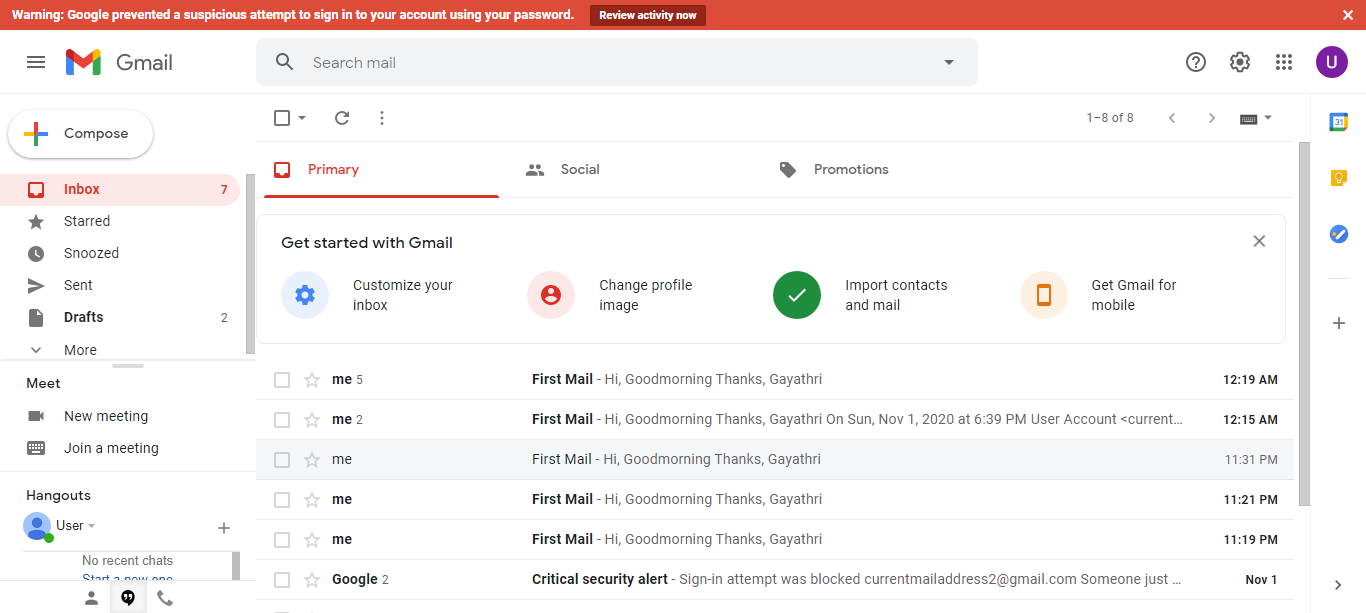 Warning: Google prevented a suspicious attempt to sign in to your account using your password. Review activity now
Gmail
Search mail
U
Compose
1–8 of 8
31
Primary
Social
Promotions
Inbox 7
Starred
Snoozed
Sent
Drafts 2
More
Get started with Gmail
Customize your
inbox
Change profile
image
Import contacts
and mail
Get Gmail for
mobile
me 5 First Mail - Hi, Goodmorning Thanks, Gayathri 12:19 AM
me 2 First Mail - Hi, Goodmorning Thanks, Gayathri On Sun, Nov 1, 2020 at 6:39 PM User Account <current… 12:15 AM
me First Mail - Hi, Goodmorning Thanks, Gayathri 11:31 PM
me First Mail - Hi, Goodmorning Thanks, Gayathri 11:21 PM
me First Mail - Hi, Goodmorning Thanks, Gayathri 11:19 PM
Google 2 Critical security alert - Sign-in attempt was blocked currentmailaddress2@gmail.com Someone just … Nov 1
Meet
New meeting
Join a meeting
Hangouts
User
No recent chats
Start a new one